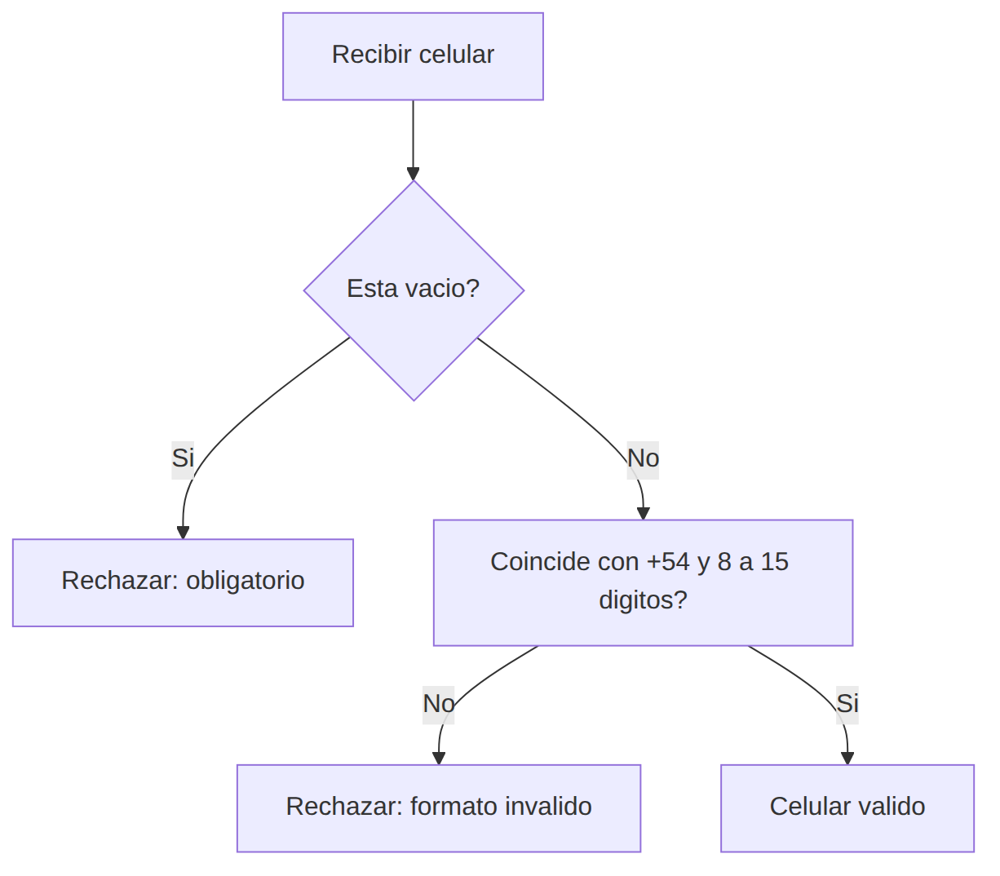 Recibir celular
Esta vacio?
Si
No
Rechazar: obligatorio
Coincide con +54 y 8 a 15
digitos?
No
Si
Rechazar: formato invalido
Celular valido